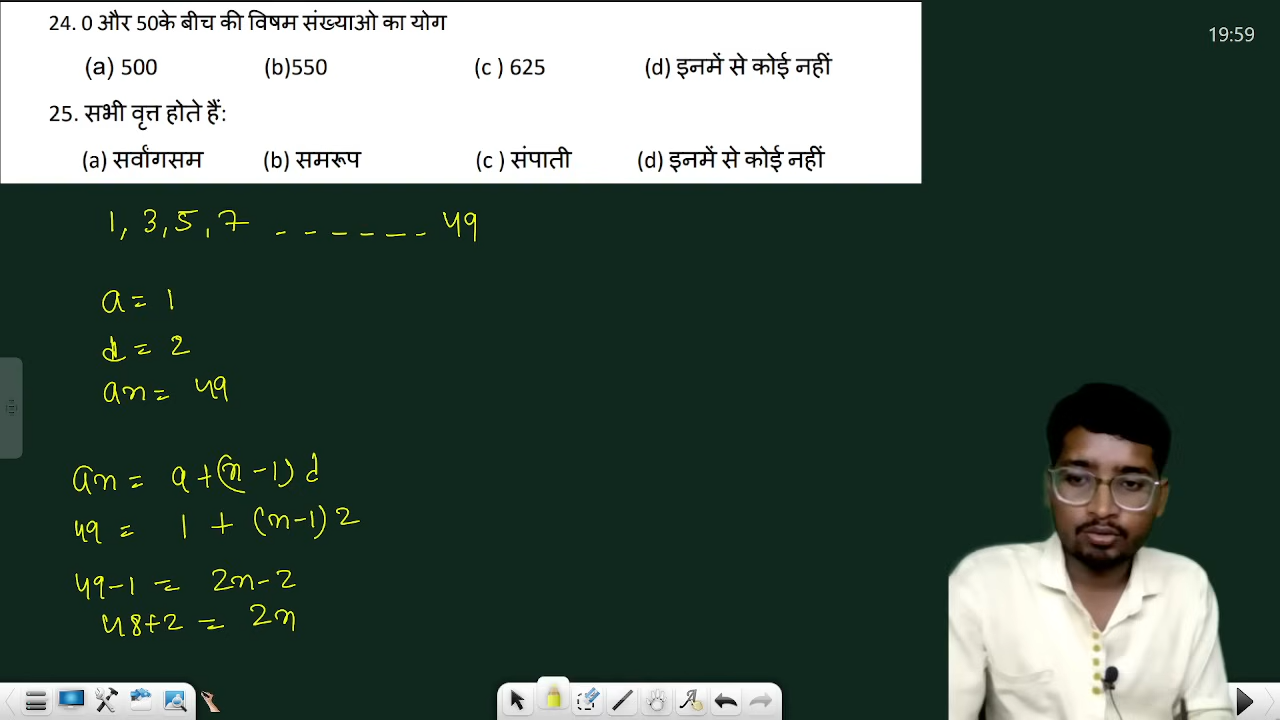 24. 0 और 50के बीच की विषम संख्याओ का योग
19:59
(a) 500 (b)550 (c ) 625 (d) इनमें से कोई नहीं
25. सभी वृत्त होते हैं:
(a) सर्वांगसम (b) समरूप (c ) संपाती (d) इनमें से कोई नहीं
1, 3, 5, 7 - - - - - - 49
a = 1
d = 2
an = 49
an = a + (n-1) d
49 = 1 + (n-1) 2
49-1 = 2n-2
48+2 = 2n